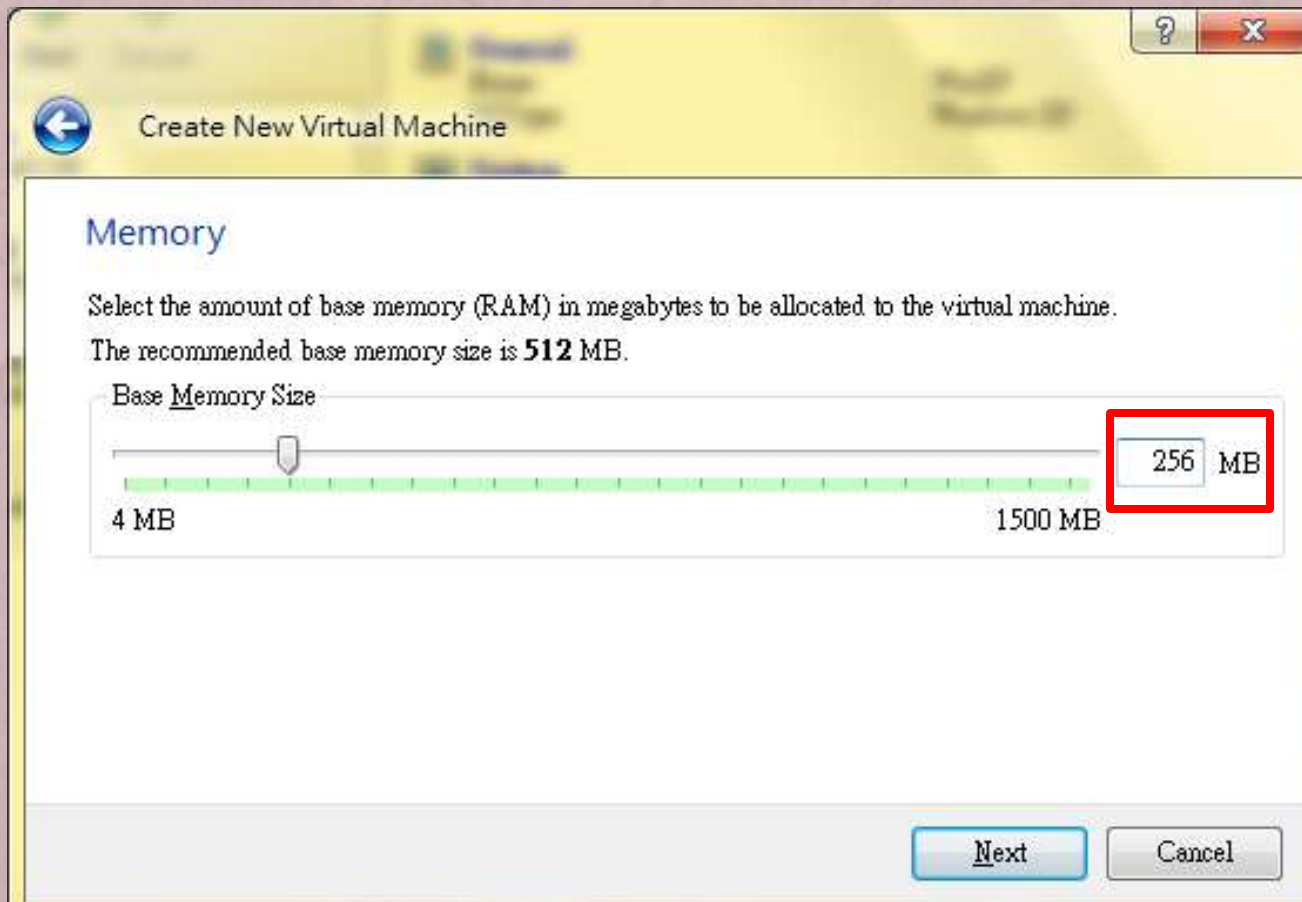 Create New Virtual Machine
Memory
Select the amount of base memory (RAM) in megabytes to be allocated to the virtual machine.
The recommended base memory size is 512 MB.
Base Memory Size
256 MB
4 MB 1500 MB
Next Cancel